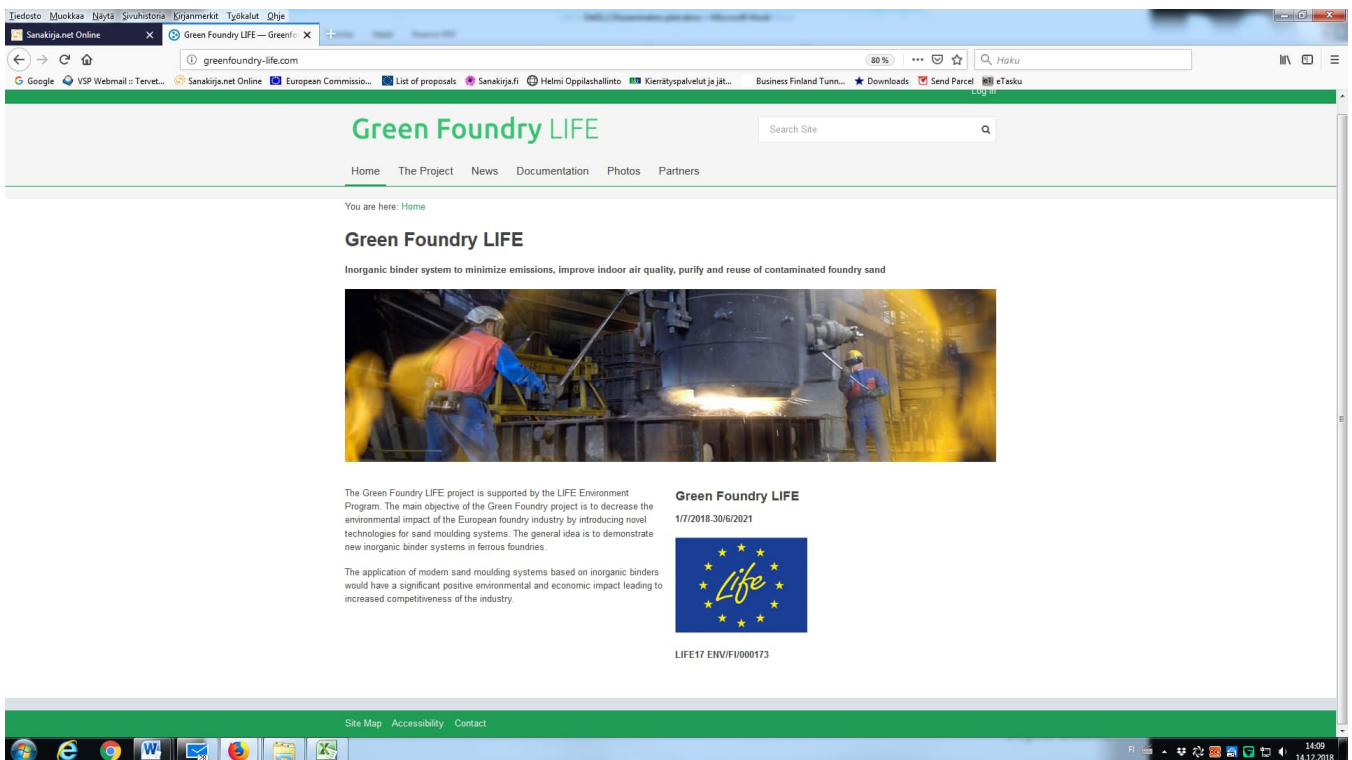 Tiedosto Muokkaa Näytä Sivuhistoria Kirjanmerkit Työkalut Ohje
Sanakirja.net Online
Green Foundry LIFE — Greenfo
greenfoundry-life.com
80 %
Haku
Google
VSP Webmail :: Tervet...
Sanakirja.net Online
European Commissio...
List of proposals
Sanakirja.fi
Helmi Oppilashallinto
Kierrätyspalvelut ja jät...
Business Finland Tunn...
Downloads
Send Parcel
eTasku
Log in
Green Foundry LIFE
Search Site
Home The Project News Documentation Photos Partners
You are here: Home
Green Foundry LIFE
Inorganic binder system to minimize emissions, improve indoor air quality, purify and reuse of contaminated foundry sand
The Green Foundry LIFE project is supported by the LIFE Environment
Program. The main objective of the Green Foundry project is to decrease the
environmental impact of the European foundry industry by introducing novel
technologies for sand moulding systems. The general idea is to demonstrate
new inorganic binder systems in ferrous foundries.
The application of modern sand moulding systems based on inorganic binders
would have a significant positive environmental and economic impact leading to
increased competitiveness of the industry.
Green Foundry LIFE
1/7/2018-30/6/2021
Life
LIFE17 ENV/FI/000173
Site Map Accessibility Contact
FI
14:09
14.12.2018